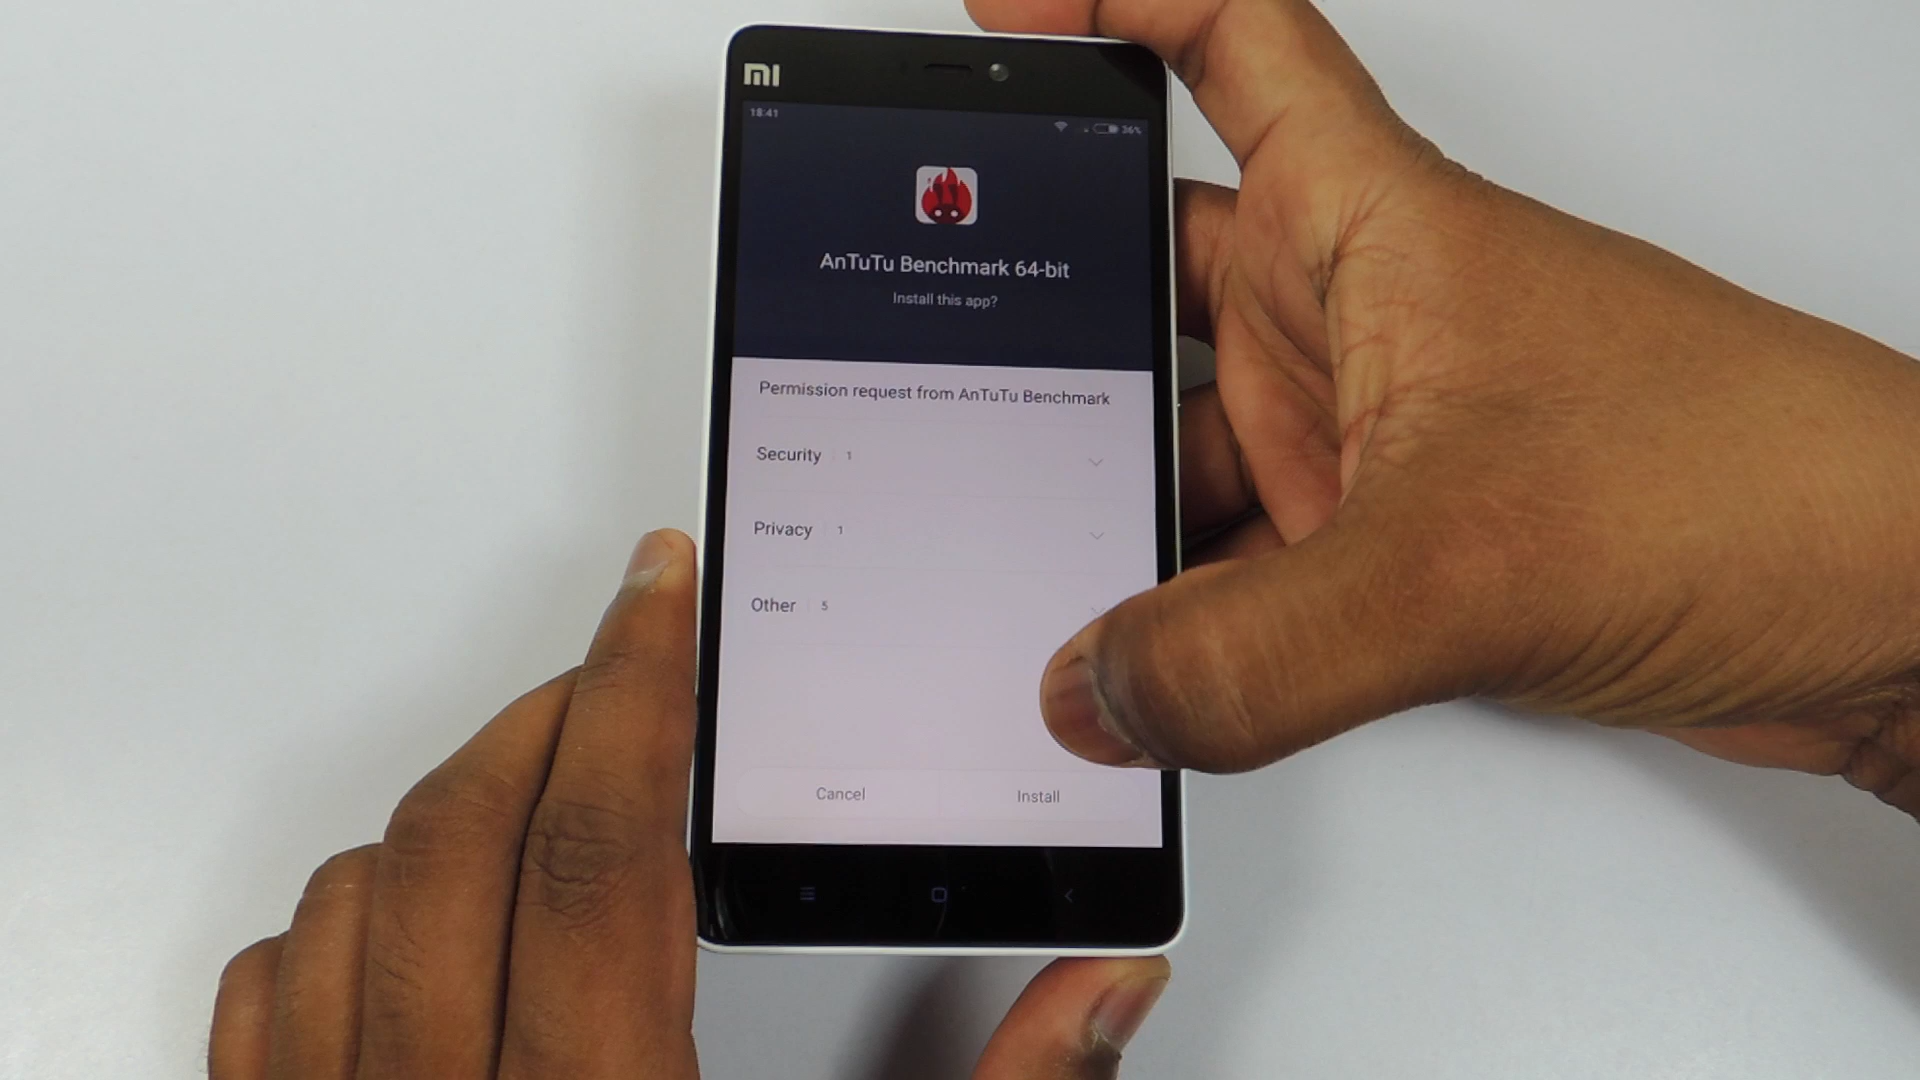 MI
18:41
36%
AnTuTu Benchmark 64-bit
Install this app?
Permission request from AnTuTu Benchmark
Security 1
Privacy 1
Other 5
Cancel Install